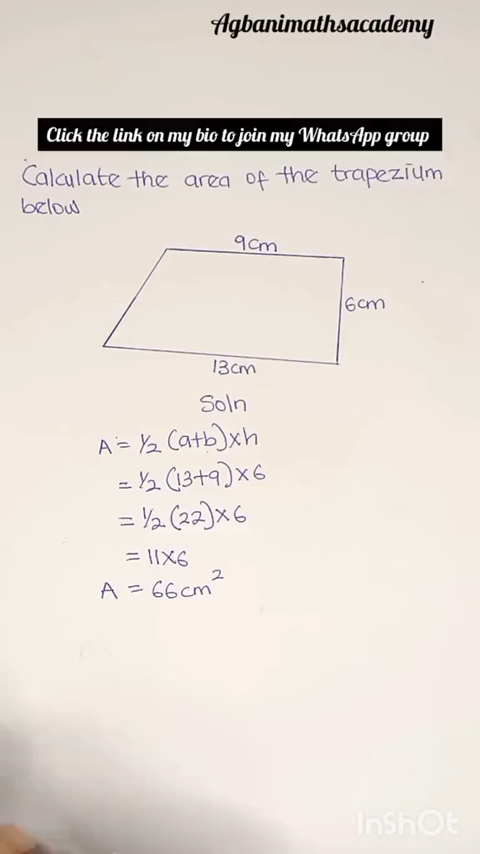 Agbanimathsacademy
Click the link on my bio to join my WhatsApp group
Calculate the area of the trapezium
below
9cm
6cm
13cm
Soln
A = 1/2 (a+b)xh
= 1/2 (13+9)x6
= 1/2 (22)x6
= 11x6
A = 66cm²
InShOt